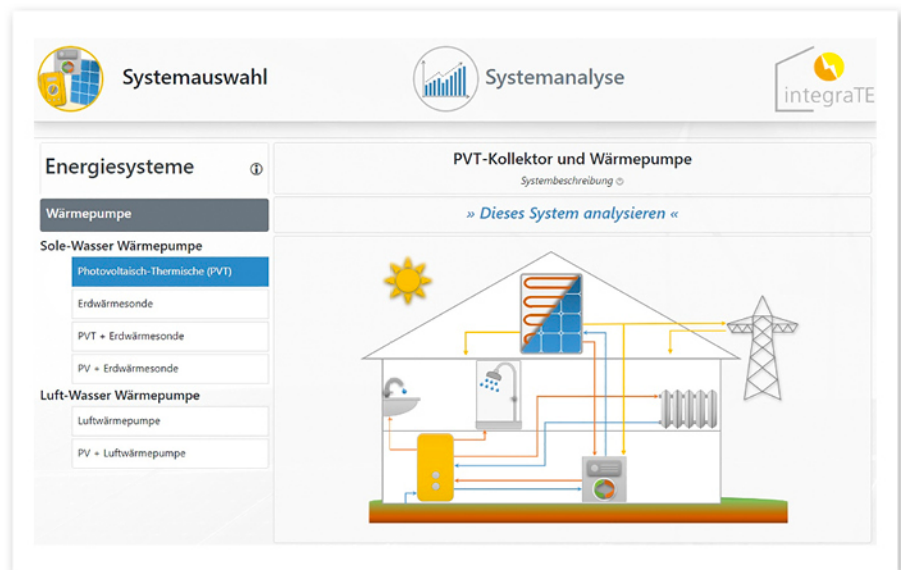 Systemauswahl
Systemanalyse
integraTE
Energiesysteme
Wärmepumpe
Sole-Wasser Wärmepumpe
Photovoltaisch-Thermische (PVT)
Erdwärmesonde
PVT + Erdwärmesonde
PV + Erdwärmesonde
Luft-Wasser Wärmepumpe
Luftwärmepumpe
PV + Luftwärmepumpe
PVT-Kollektor und Wärmepumpe
Systembeschreibung
» Dieses System analysieren «